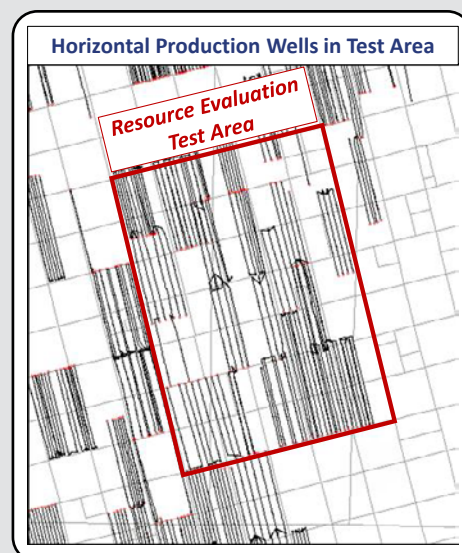 Horizontal Production Wells in Test Area
Resource Evaluation
Test Area